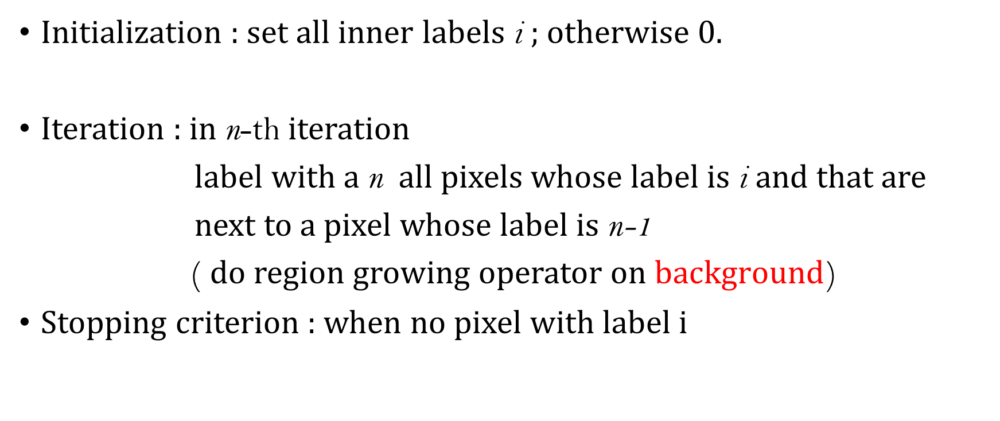 • Initialization : set all inner labels i ; otherwise 0.
• Iteration : in n-th iteration
label with a n all pixels whose label is i and that are
next to a pixel whose label is n-1
( do region growing operator on background)
• Stopping criterion : when no pixel with label i